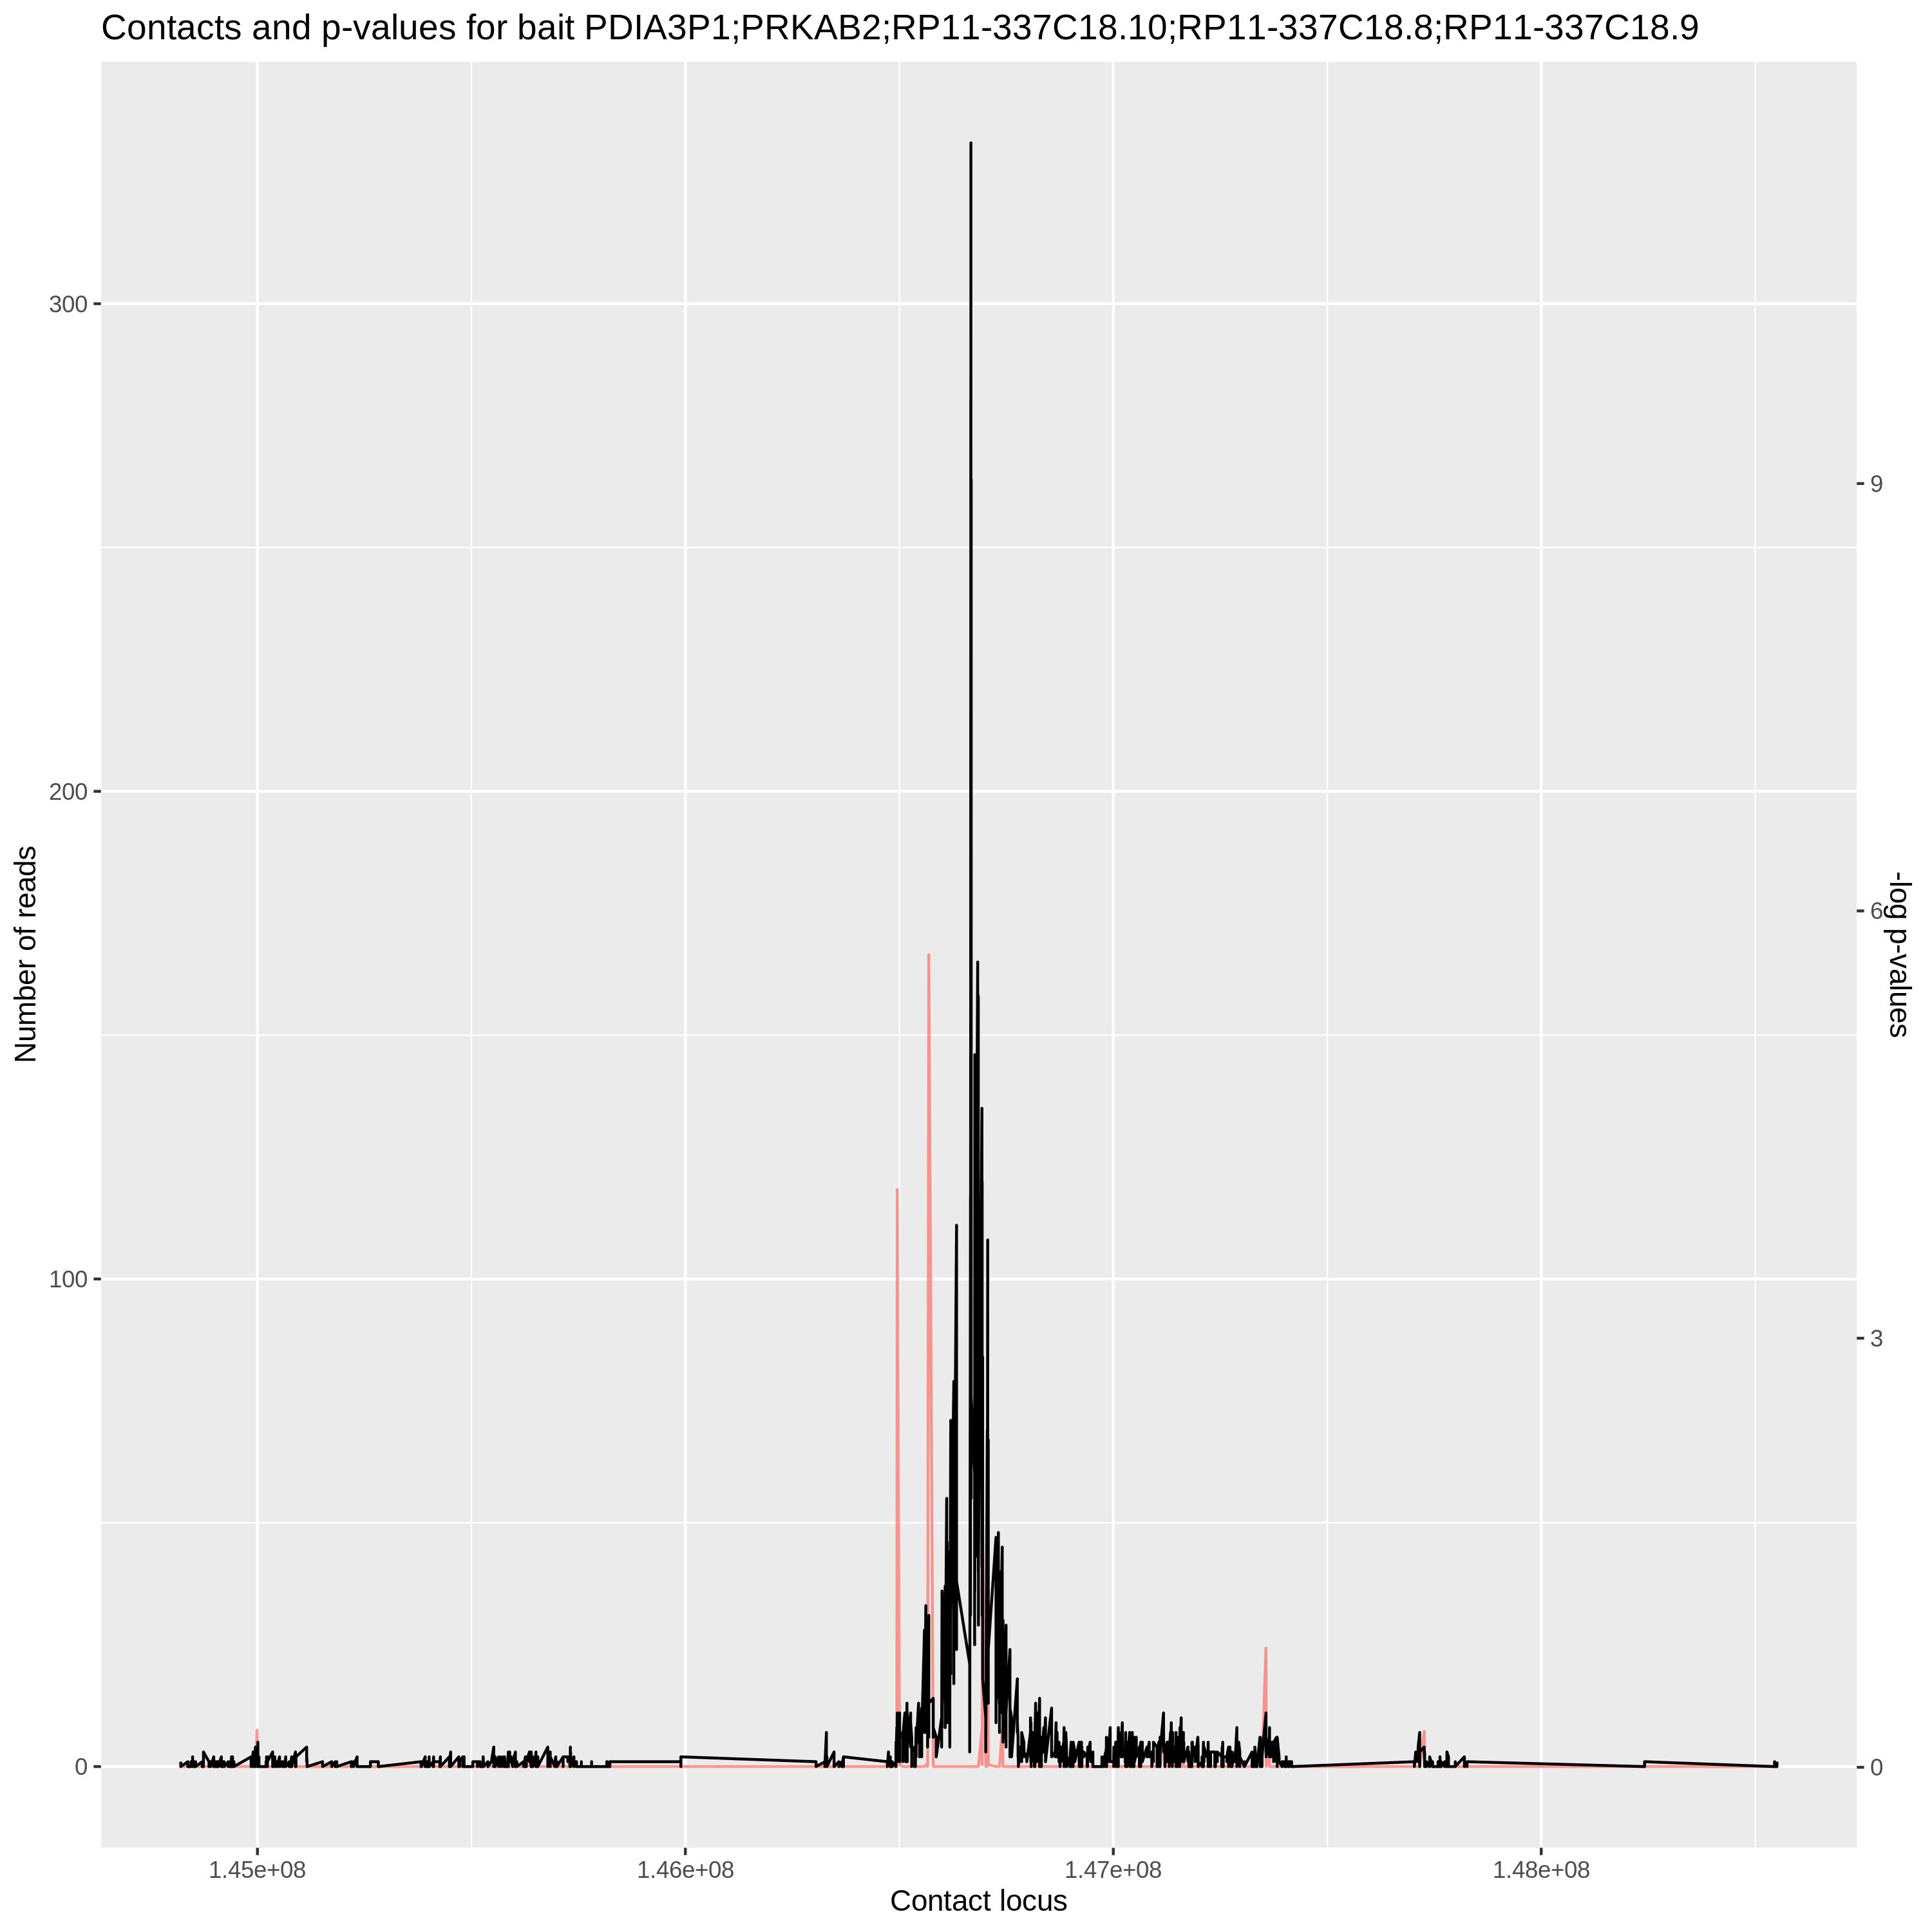 Contacts and p-values for bait PDIA3P1;PRKAB2;RP11-337C18.10;RP11-337C18.8;RP11-337C18.9
Number of reads
300
200
100
0
9
6
3
0
-log p-values
1.45e+08 1.46e+08 1.47e+08 1.48e+08
Contact locus